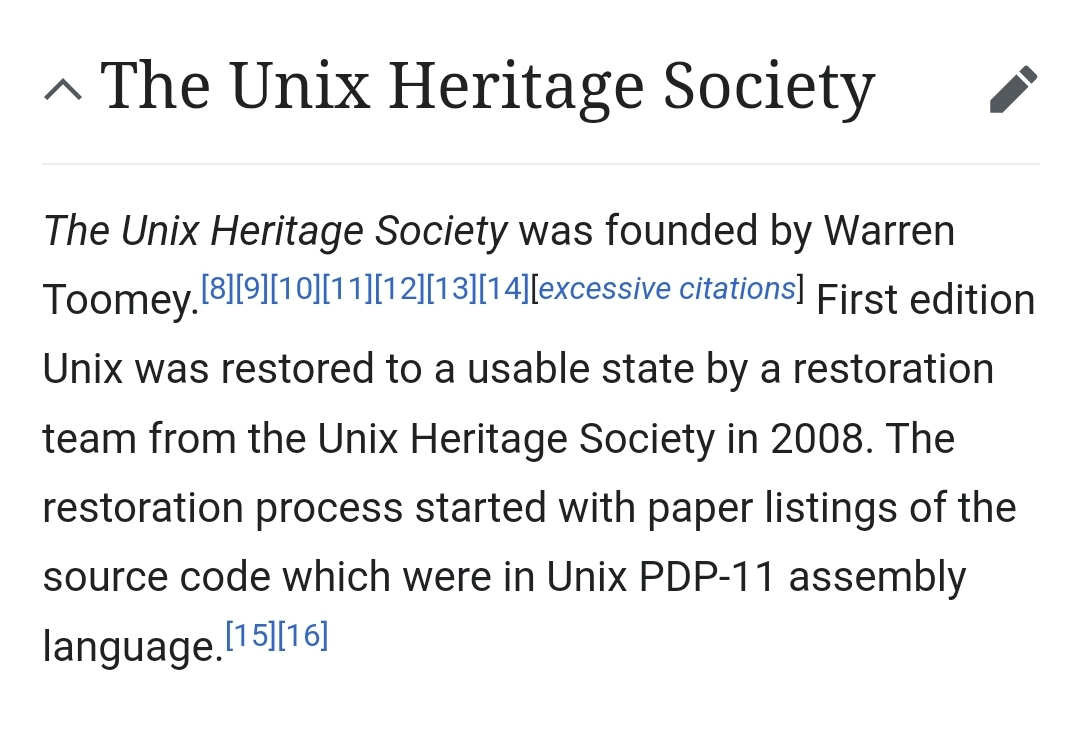 The Unix Heritage Society
The Unix Heritage Society was founded by Warren
Toomey.[8][9][10][11][12][13][14][excessive citations] First edition
Unix was restored to a usable state by a restoration
team from the Unix Heritage Society in 2008. The
restoration process started with paper listings of the
source code which were in Unix PDP-11 assembly
language.[15][16]